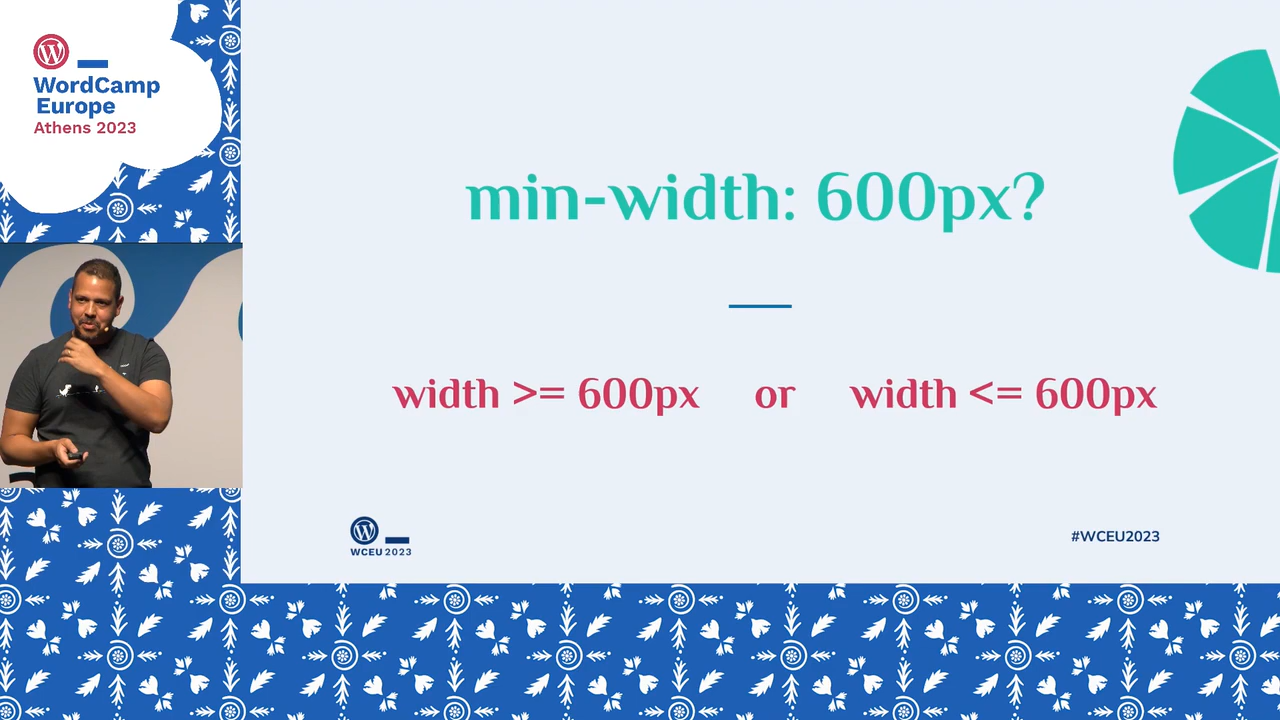 WordCamp
Europe
Athens 2023
min-width: 600px?
width >= 600px or width <= 600px
WCEU 2023
#WCEU2023